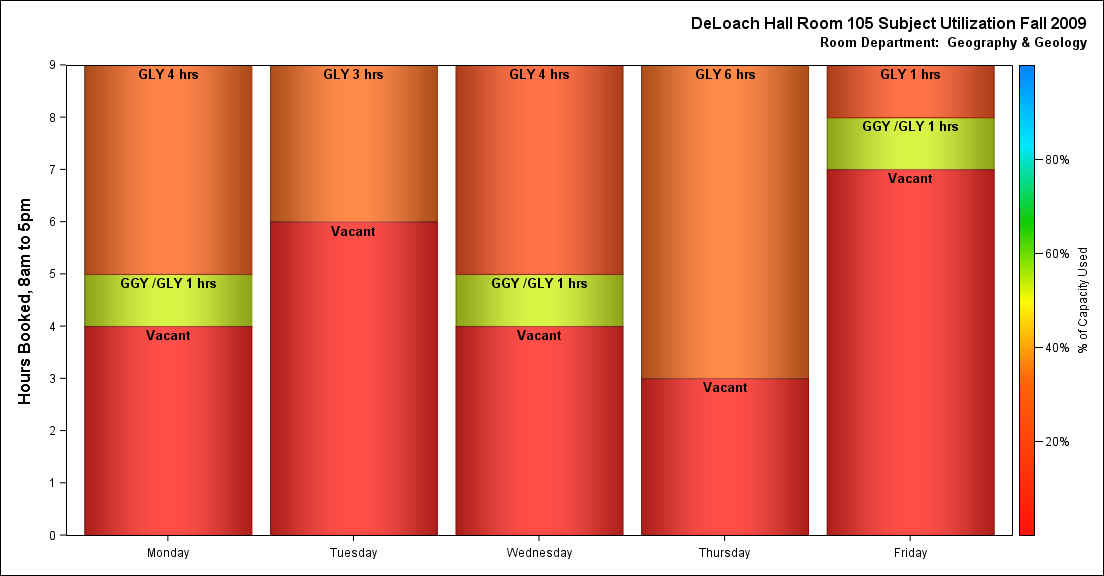 DeLoach Hall Room 105 Subject Utilization Fall 2009
Room Department:  Geography & Geology
Hours Booked, 8am to 5pm
9
8
7
6
5
4
3
2
1
0
GLY 4 hrs
GGY /GLY 1 hrs
Vacant
GLY 3 hrs
Vacant
GLY 4 hrs
GGY /GLY 1 hrs
Vacant
GLY 6 hrs
Vacant
GLY 1 hrs
GGY /GLY 1 hrs
Vacant
Monday
Tuesday
Wednesday
Thursday
Friday
80%
60%
40%
20%
% of Capacity Used